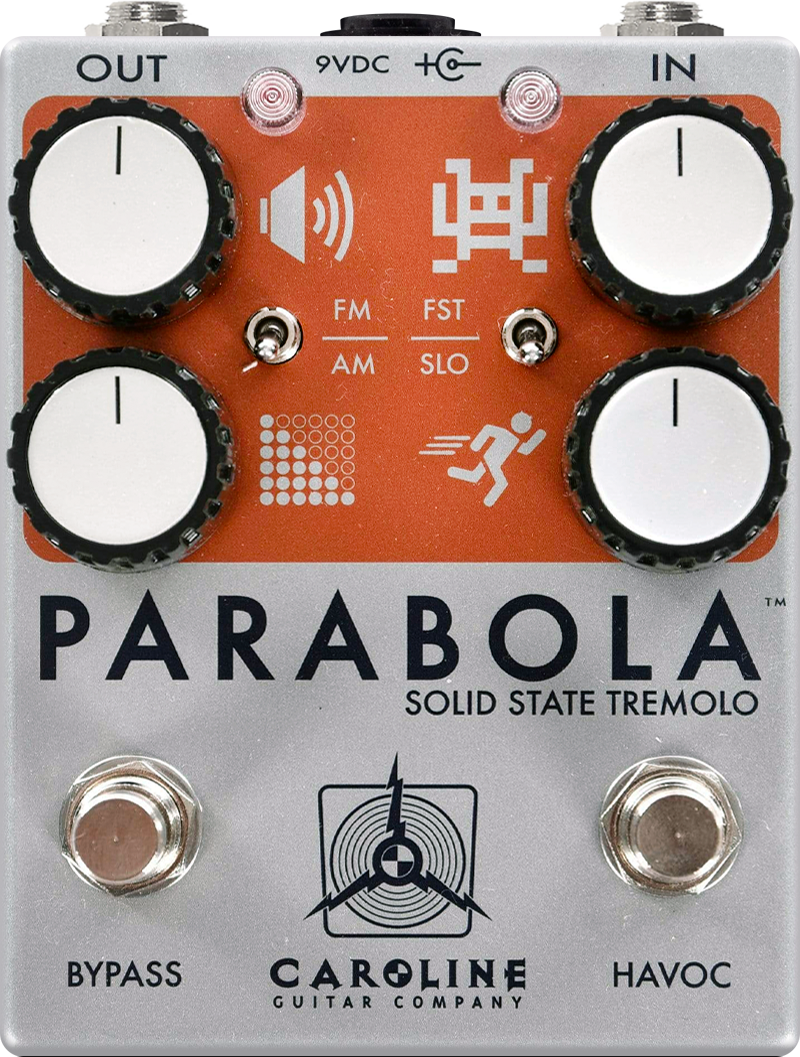 OUT 9VDC IN
FM FST
AM SLO
PARABOLA™
SOLID STATE TREMOLO
BYPASS CAROLINE HAVOC
GUITAR COMPANY